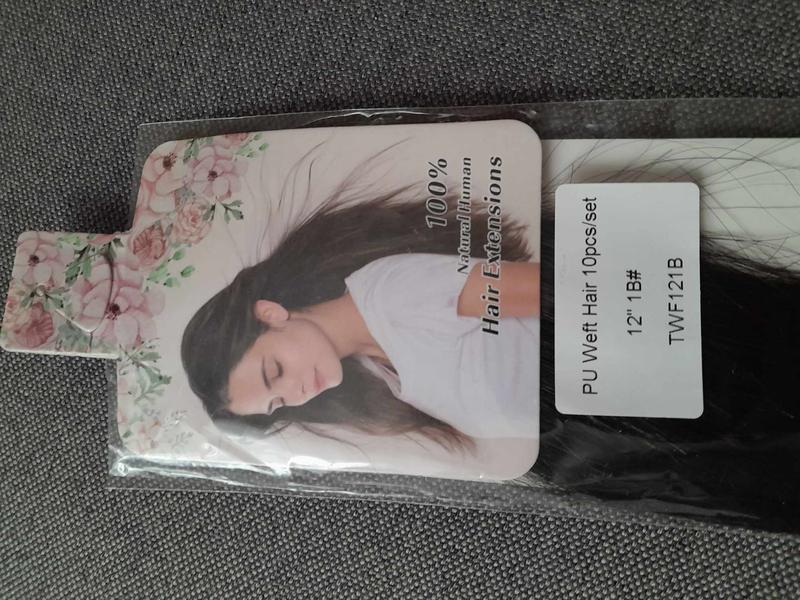 100%
Natural Human
Hair Extensions
PU Weft Hair 10pcs/set
12" 1B#
TWF121B